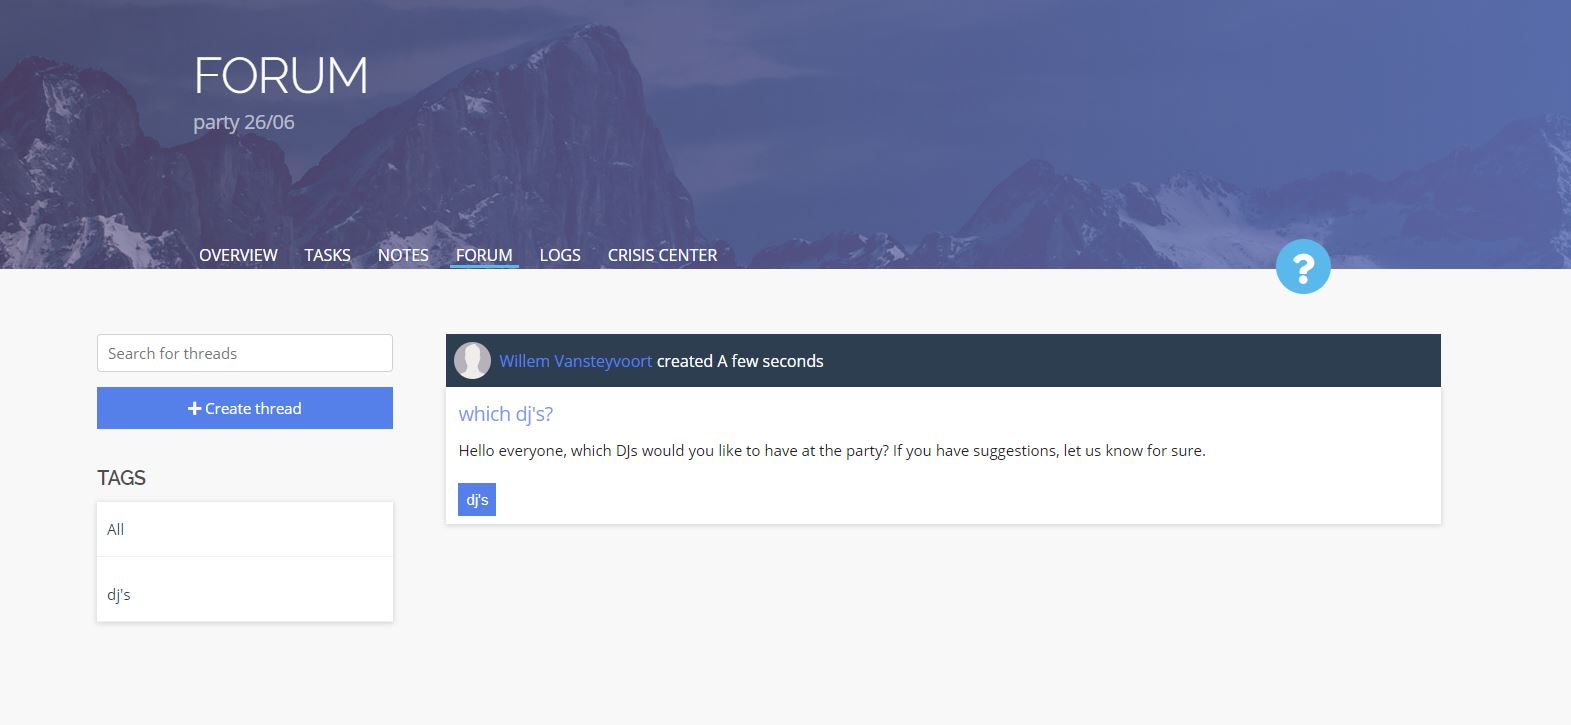 FORUM
party 26/06
OVERVIEW TASKS NOTES FORUM LOGS CRISIS CENTER
?
Search for threads
Create thread
TAGS
All
dj's
Willem Vansteyvoort created A few seconds
which dj's?
Hello everyone, which DJs would you like to have at the party? If you have suggestions, let us know for sure.
dj's